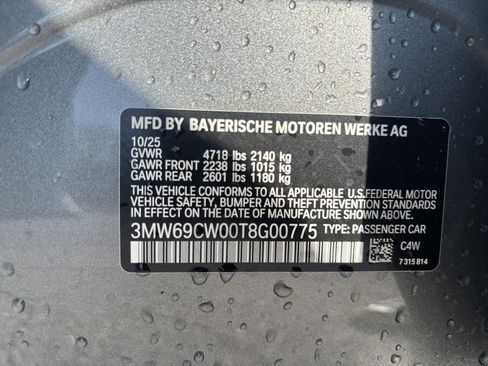 MFD BY BAYERISCHE MOTOREN WERKE AG
10/25
GVWR 4718 lbs 2140 kg
GAWR FRONT 2238 lbs 1015 kg
GAWR REAR 2601 lbs 1180 kg
THIS VEHICLE CONFORMS TO ALL APPLICABLE U.S.FEDERAL MOTOR
VEHICLE SAFETY, BUMPER AND THEFT PREVENTION STANDARDS
IN EFFECT ON THE DATE OF MANUFACTURE SHOWN ABOVE.
3MW69CW00T8G00775 TYPE: PASSENGER CAR
C4W
7 315 814